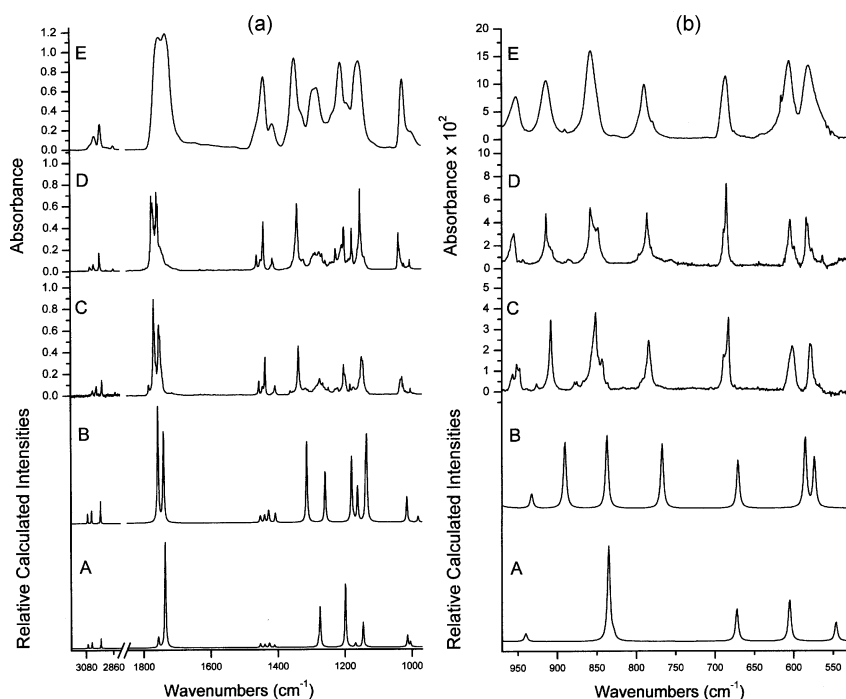 (a)
E
1.2
1.0
0.8
0.6
0.4
0.2
0.0
D
1.0
0.8
0.6
0.4
0.2
0.0
C
1.0
0.8
0.6
0.4
0.2
0.0
B
A
Absorbance
Relative Calculated Intensities
3080 2860 1800 1600 1400 1200 1000
Wavenumbers (cm-1)
(b)
E
20
15
10
5
0
D
10
8
6
4
2
0
C
5
4
3
2
1
0
B
A
Absorbance x 10²
Relative Calculated Intensities
950 900 850 800 750 700 650 600 550
Wavenumbers (cm-1)